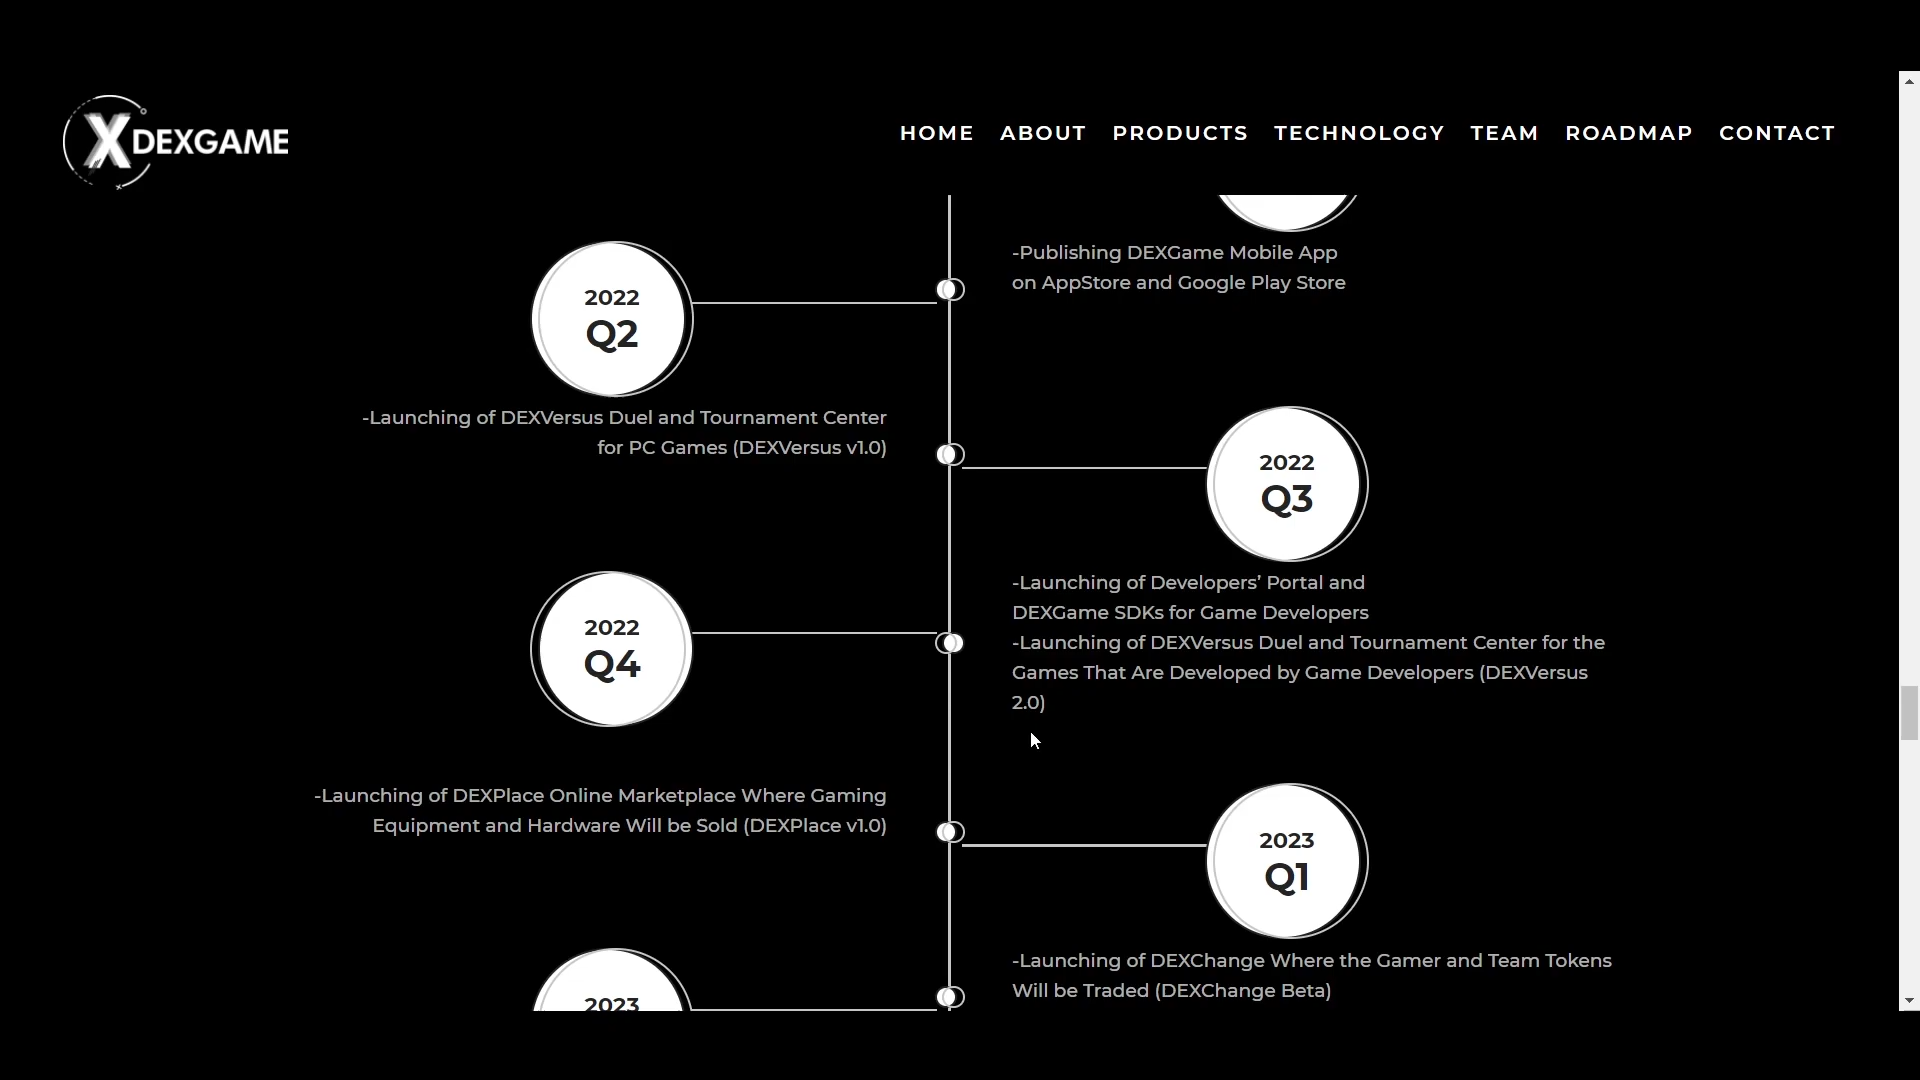 XDEXGAME
HOME ABOUT PRODUCTS TECHNOLOGY TEAM ROADMAP CONTACT
-Publishing DEXGame Mobile App
on AppStore and Google Play Store
2022
Q2
-Launching of DEXVersus Duel and Tournament Center
for PC Games (DEXVersus v1.0)
2022
Q3
-Launching of Developers’ Portal and
DEXGame SDKs for Game Developers
-Launching of DEXVersus Duel and Tournament Center for the
Games That Are Developed by Game Developers (DEXVersus
2.0)
2022
Q4
-Launching of DEXPlace Online Marketplace Where Gaming
Equipment and Hardware Will be Sold (DEXPlace v1.0)
2023
Q1
-Launching of DEXChange Where the Gamer and Team Tokens
Will be Traded (DEXChange Beta)
2023